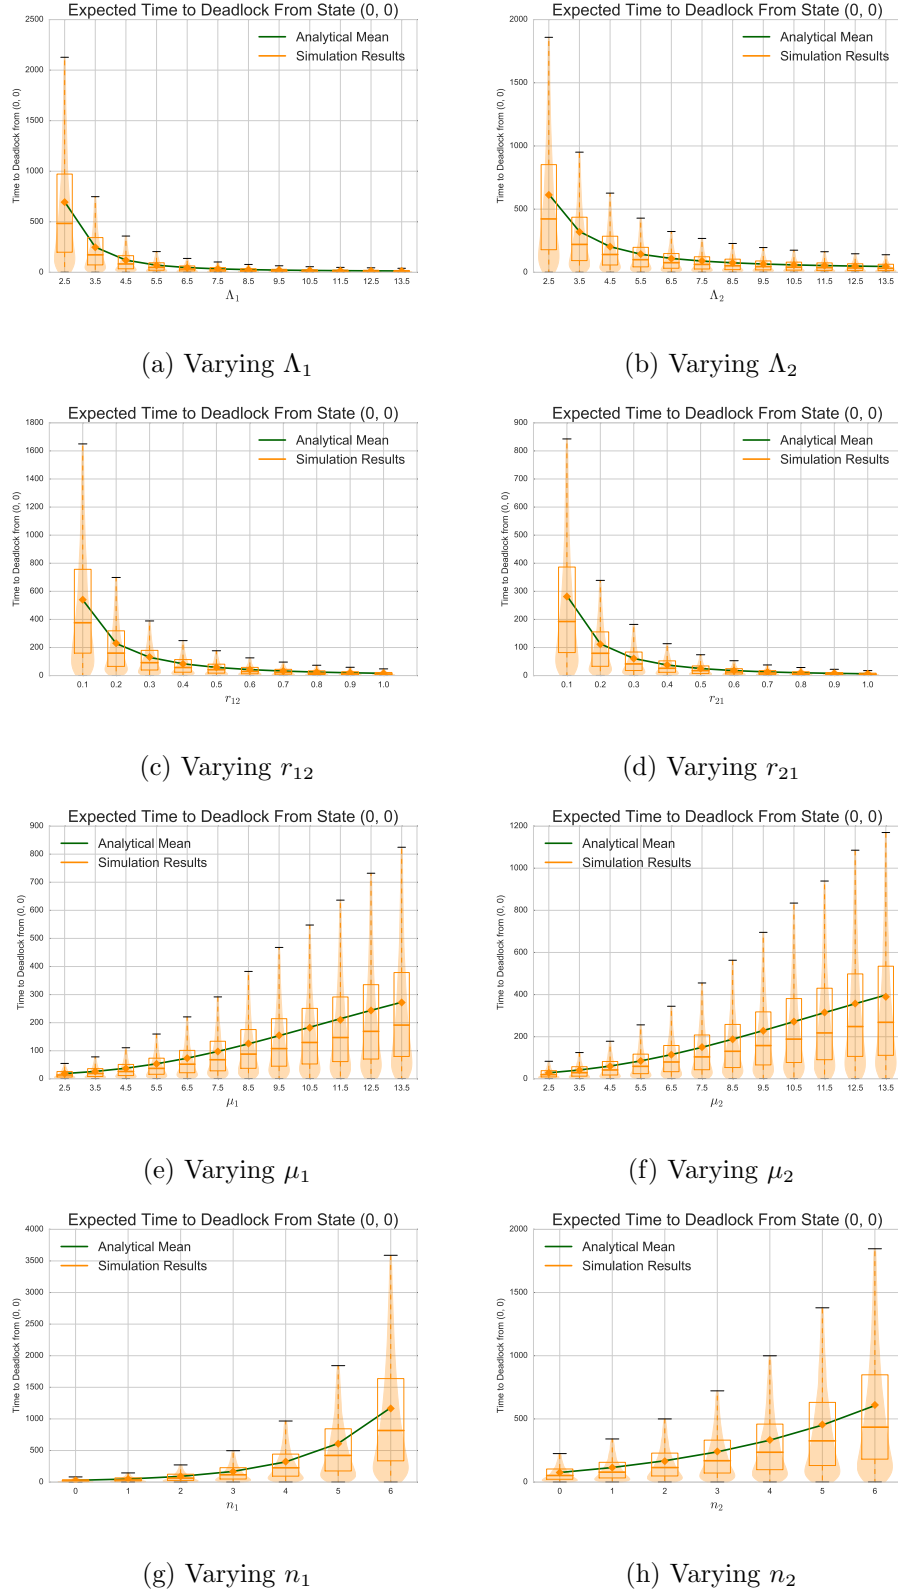 Expected Time to Deadlock From State (0, 0)
Analytical Mean
Simulation Results
Time to Deadlock from (0, 0)
2500
2000
1500
1000
500
0
2.5 3.5 4.5 5.5 6.5 7.5 8.5 9.5 10.5 11.5 12.5 13.5
Λ1
(a) Varying Λ1
Expected Time to Deadlock From State (0, 0)
Analytical Mean
Simulation Results
Time to Deadlock from (0, 0)
2000
1500
1000
500
0
2.5 3.5 4.5 5.5 6.5 7.5 8.5 9.5 10.5 11.5 12.5 13.5
Λ2
(b) Varying Λ2
Expected Time to Deadlock From State (0, 0)
Analytical Mean
Simulation Results
Time to Deadlock from (0, 0)
1800
1600
1400
1200
1000
800
600
400
200
0
0.1 0.2 0.3 0.4 0.5 0.6 0.7 0.8 0.9 1.0
r12
(c) Varying r12
Expected Time to Deadlock From State (0, 0)
Analytical Mean
Simulation Results
Time to Deadlock from (0, 0)
900
800
700
600
500
400
300
200
100
0
0.1 0.2 0.3 0.4 0.5 0.6 0.7 0.8 0.9 1.0
r21
(d) Varying r21
Expected Time to Deadlock From State (0, 0)
Analytical Mean
Simulation Results
Time to Deadlock from (0, 0)
900
800
700
600
500
400
300
200
100
0
2.5 3.5 4.5 5.5 6.5 7.5 8.5 9.5 10.5 11.5 12.5 13.5
μ1
(e) Varying μ1
Expected Time to Deadlock From State (0, 0)
Analytical Mean
Simulation Results
Time to Deadlock from (0, 0)
1200
1000
800
600
400
200
0
2.5 3.5 4.5 5.5 6.5 7.5 8.5 9.5 10.5 11.5 12.5 13.5
μ2
(f) Varying μ2
Expected Time to Deadlock From State (0, 0)
Analytical Mean
Simulation Results
Time to Deadlock from (0, 0)
4000
3500
3000
2500
2000
1500
1000
500
0
0 1 2 3 4 5 6
n1
(g) Varying n1
Expected Time to Deadlock From State (0, 0)
Analytical Mean
Simulation Results
Time to Deadlock from (0, 0)
2000
1500
1000
500
0
0 1 2 3 4 5 6
n2
(h) Varying n2